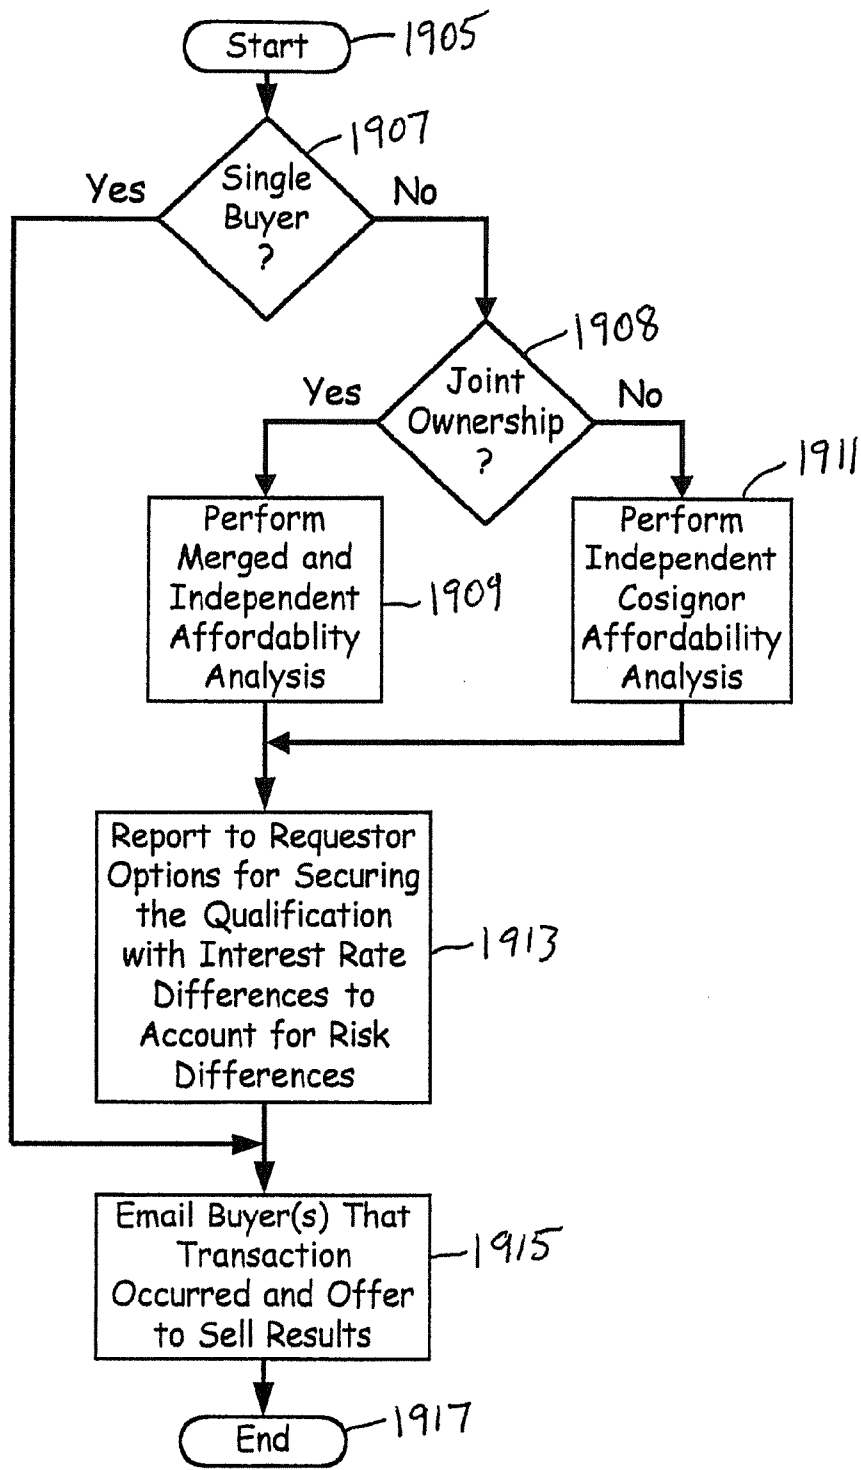 Start
1905
1907
Single
Buyer
?
Yes
No
1908
Joint
Ownership
?
Yes
No
1911
Perform
Merged and
Independent
Affordablity
Analysis
1909
Perform
Independent
Cosignor
Affordability
Analysis
Report to Requestor
Options for Securing
the Qualification
with Interest Rate
Differences to
Account for Risk
Differences
1913
Email Buyer(s) That
Transaction
Occurred and Offer
to Sell Results
1915
End
1917